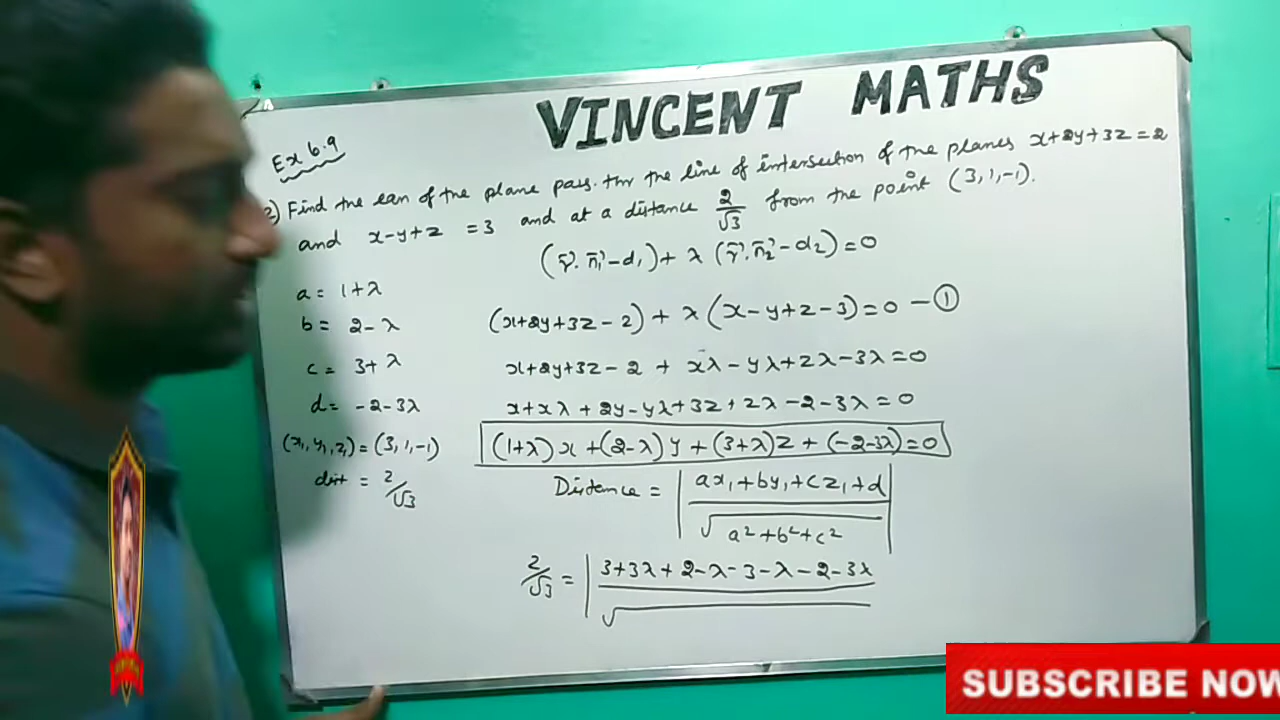 VINCENT MATHS
Ex 6.9
2) Find the eqn of the plane pass. thr the line of intersection of the planes x+2y+3z=2
and x-y+z =3 and at a distance 2/√3 from the point (3,1,-1).
(r̄.n̄₁-d₁)+ λ (r̄.n̄₂-d₂)=0
a = 1+λ
b = 2-λ
c = 3+λ
d = -2-3λ
(x₁,y₁,z₁)=(3,1,-1)
dist = 2/√3
(x+2y+3z-2) + λ(x-y+z-3)=0 -①
x+2y+3z-2 + xλ-yλ+zλ-3λ=0
x+xλ+2y-yλ+3z+zλ-2-3λ=0
(1+λ)x+(2-λ)y+(3+λ)z+(-2-3λ)=0
Distance = | ax₁+by₁+cz₁+d / √a²+b²+c² |
2/√3 = | 3+3λ+2-λ-3-λ-2-3λ / √
SUBSCRIBE NOW